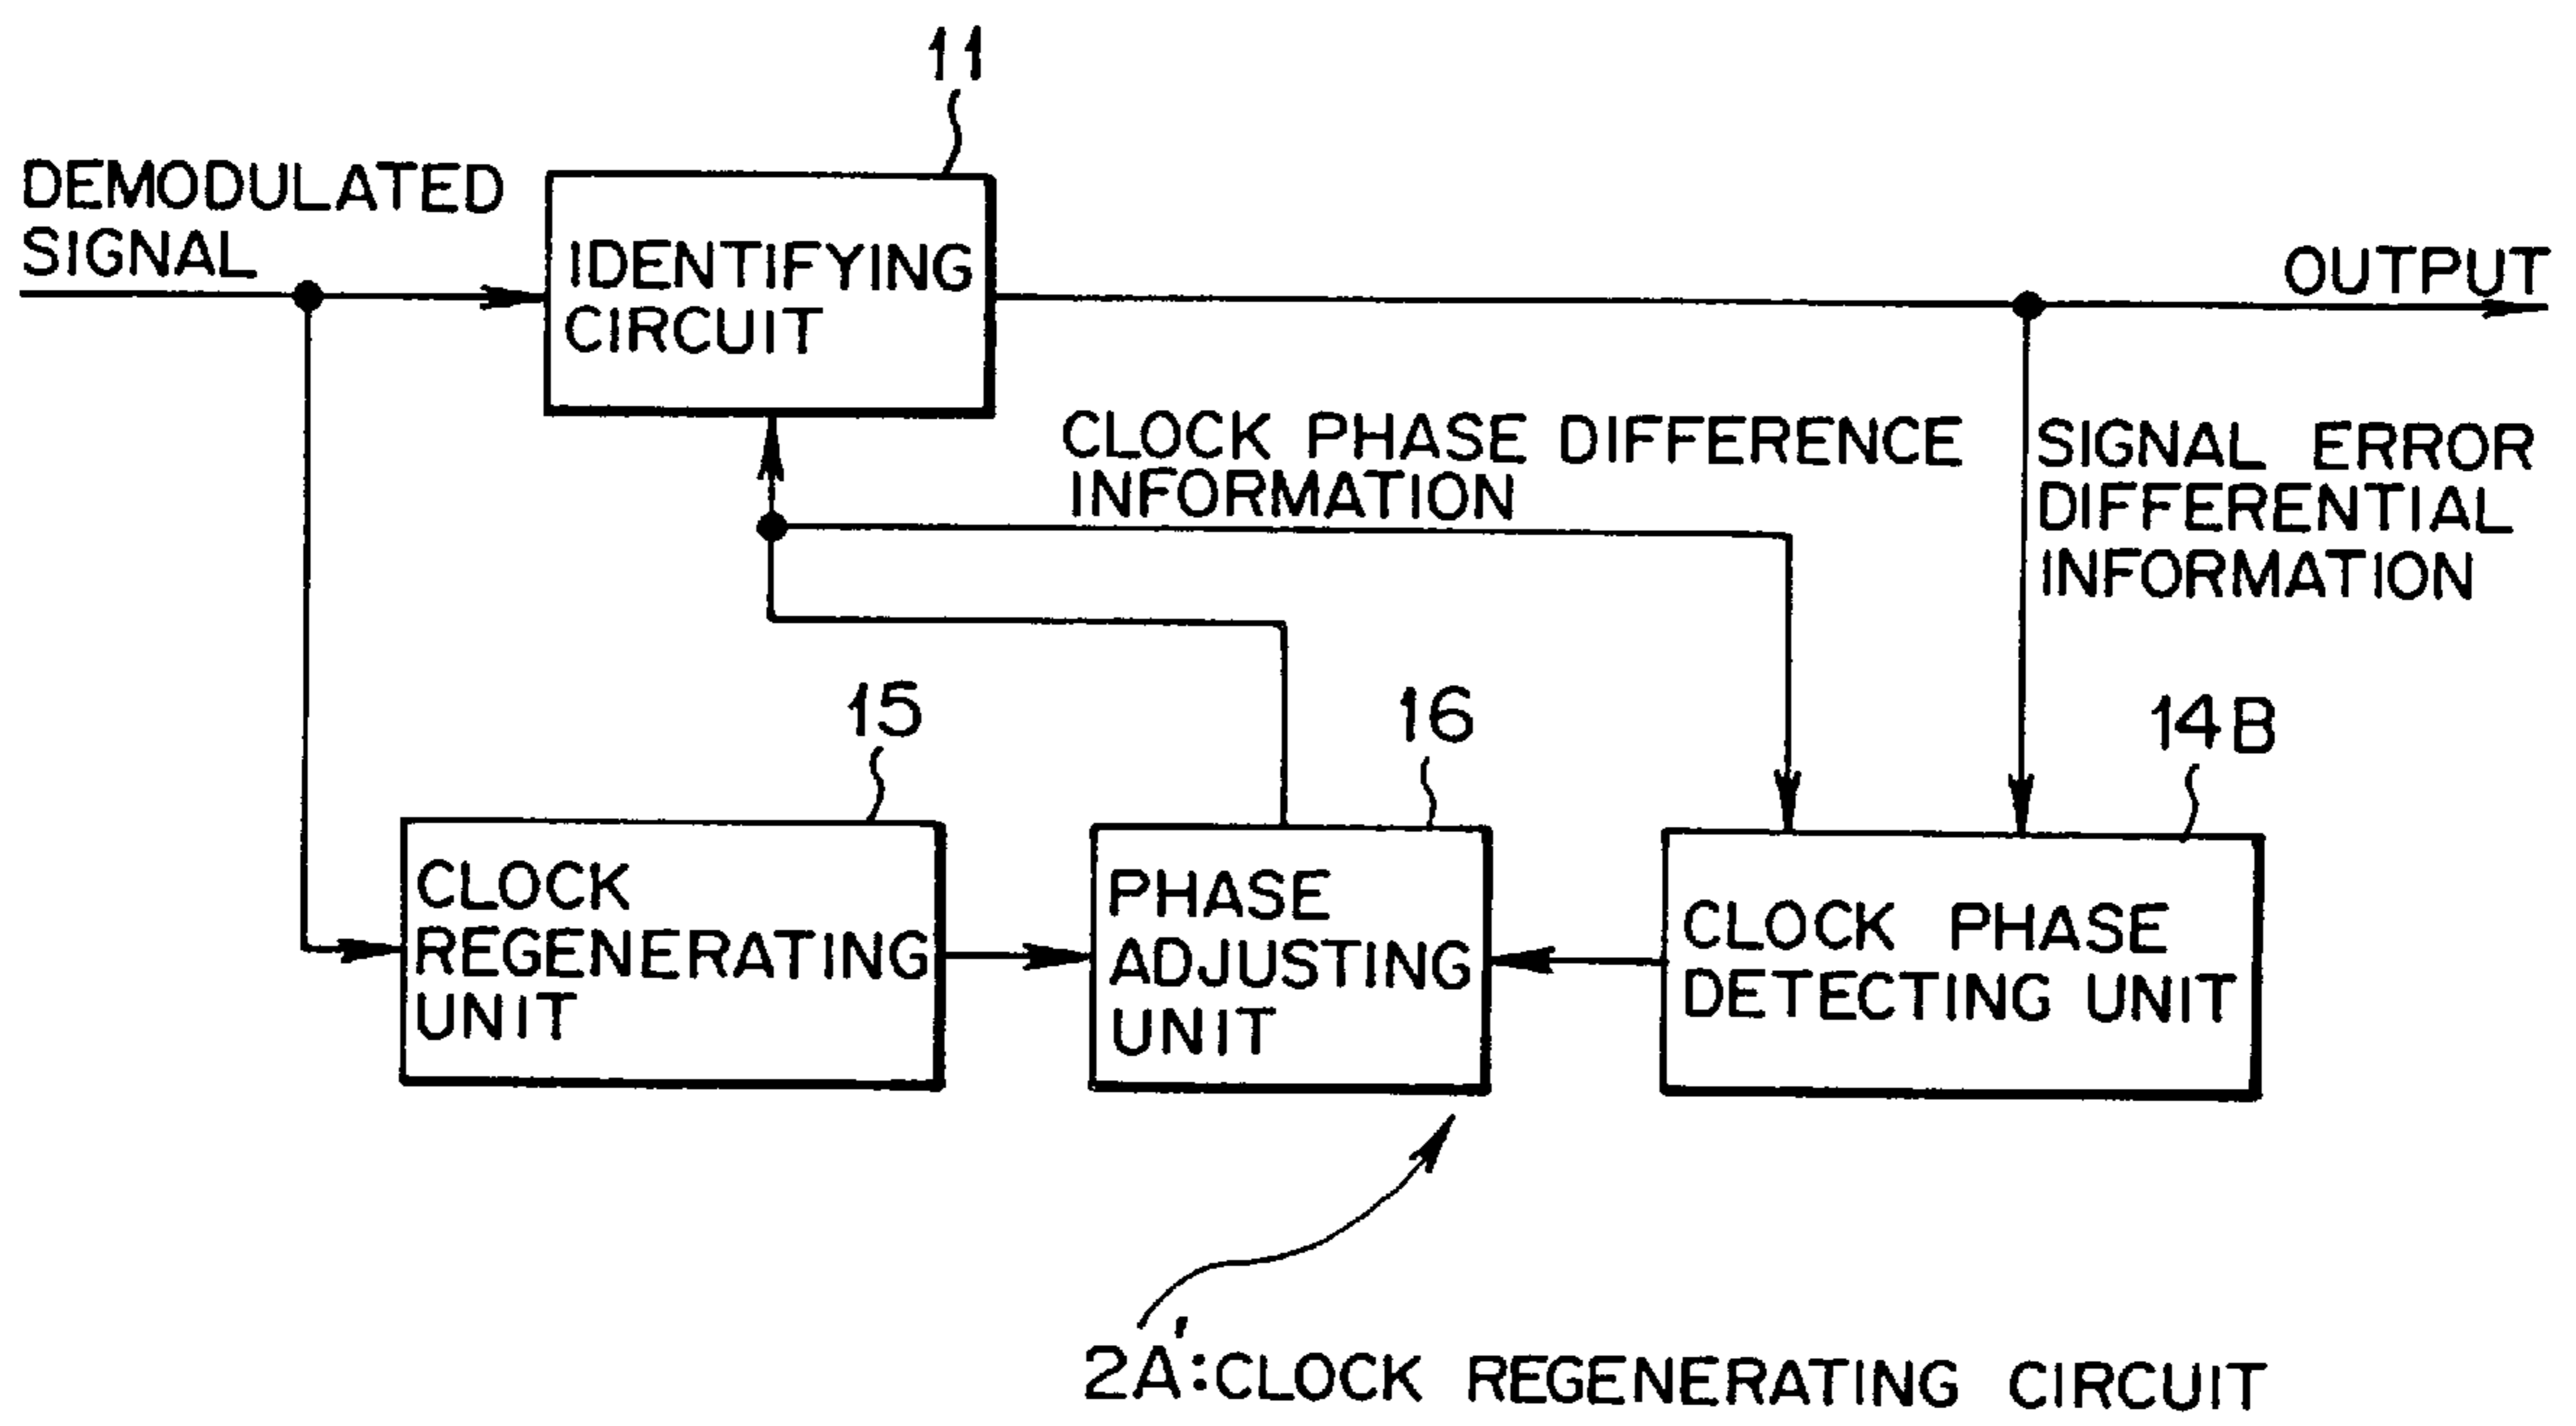 11
DEMODULATED
SIGNAL
IDENTIFYING
CIRCUIT
OUTPUT
CLOCK PHASE DIFFERENCE
INFORMATION
SIGNAL ERROR
DIFFERENTIAL
INFORMATION
15
16
14B
CLOCK
REGENERATING
UNIT
PHASE
ADJUSTING
UNIT
CLOCK PHASE
DETECTING UNIT
2A':CLOCK REGENERATING CIRCUIT